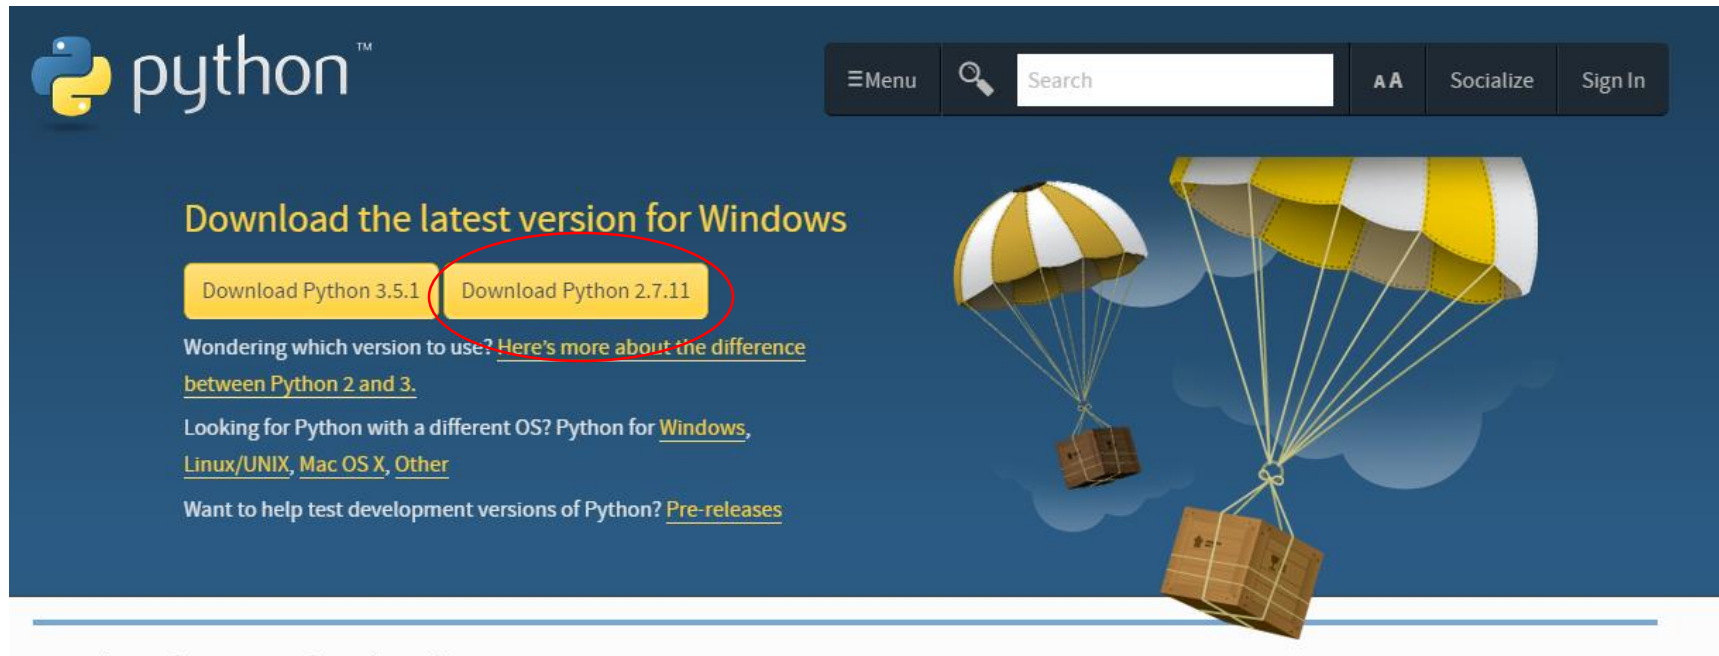 python™
≡Menu
Search
AA
Socialize
Sign In
Download the latest version for Windows
Download Python 3.5.1
Download Python 2.7.11
Wondering which version to use? Here's more about the difference
between Python 2 and 3.
Looking for Python with a different OS? Python for Windows,
Linux/UNIX, Mac OS X, Other
Want to help test development versions of Python? Pre-releases